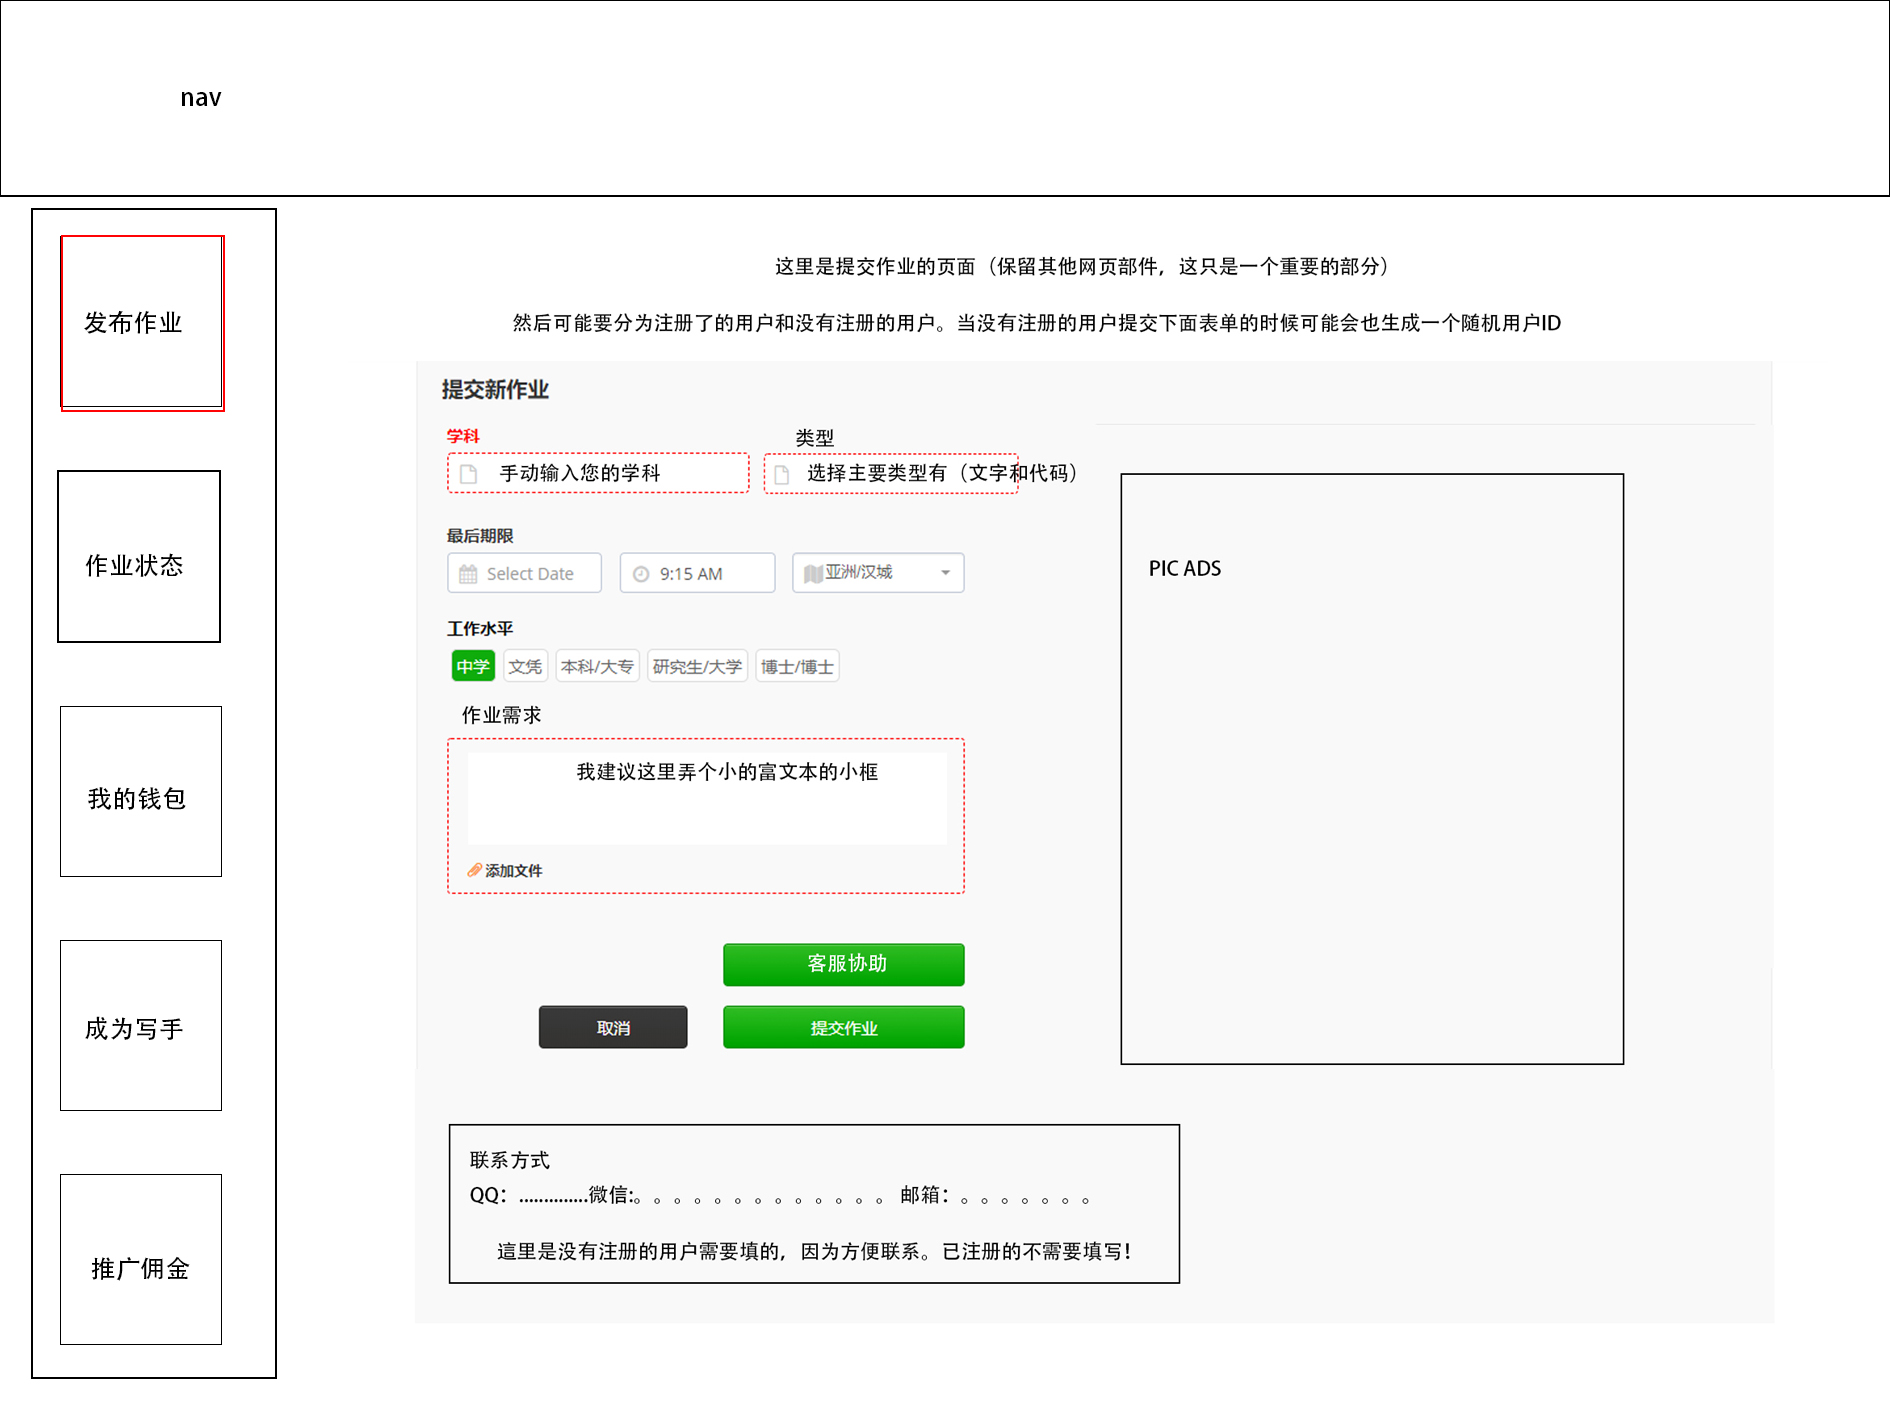 nav
发布作业
作业状态
我的钱包
成为写手
推广佣金
这里是提交作业的页面（保留其他网页部件，这只是一个重要的部分）
然后可能要分为注册了的用户和没有注册的用户。当没有注册的用户提交下面表单的时候可能会也生成一个随机用户ID
提交新作业
学科 类型
手动输入您的学科 选择主要类型有（文字和代码）
最后期限
Select Date 9:15 AM 亚洲/汉城
工作水平
中学 文凭 本科/大专 研究生/大学 博士/博士
作业需求
我建议这里弄个小的富文本的小框
添加文件
客服协助
取消 提交作业
PIC ADS
联系方式
QQ：..............微信:。。。。。。。。。。。。。 邮箱：。。。。。。。
這里是没有注册的用户需要填的，因为方便联系。已注册的不需要填写！